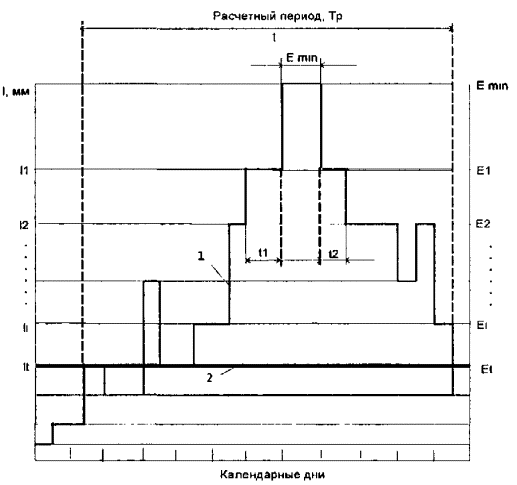 Расчетный период, Тр
t
E min
I, мм
E min
I1
E1
I2
E2
t1
t2
1
Ii
Ei
It
Et
2
Календарные дни